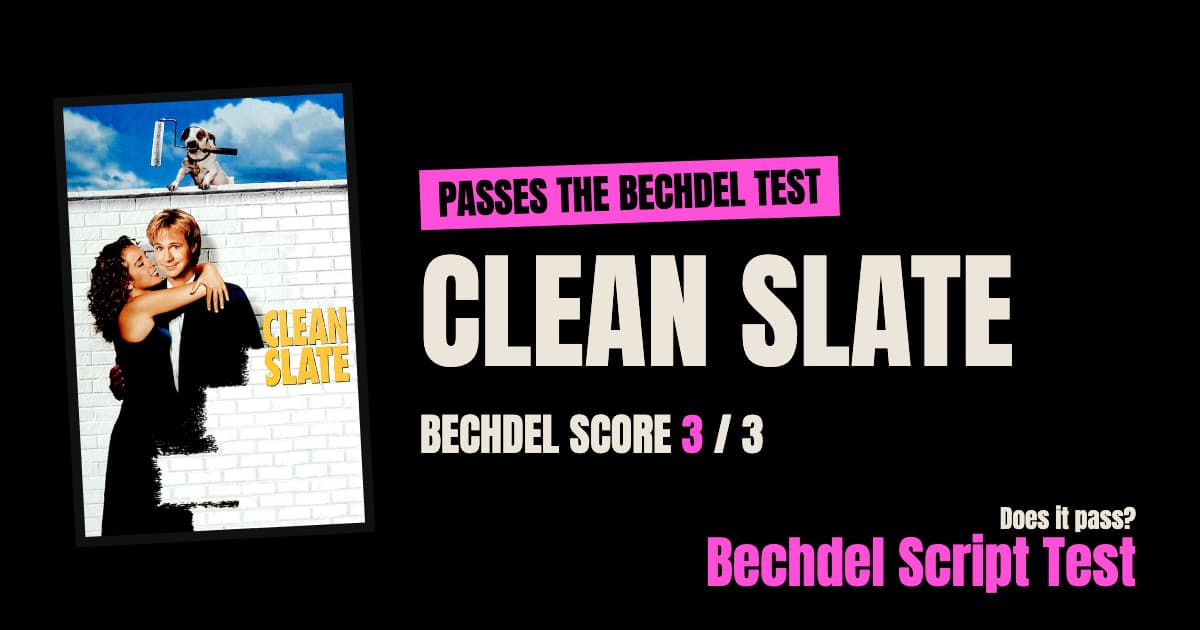 CLEAN
SLATE
PASSES THE BECHDEL TEST
CLEAN SLATE
BECHDEL SCORE 3 / 3
Does it pass?
Bechdel Script Test